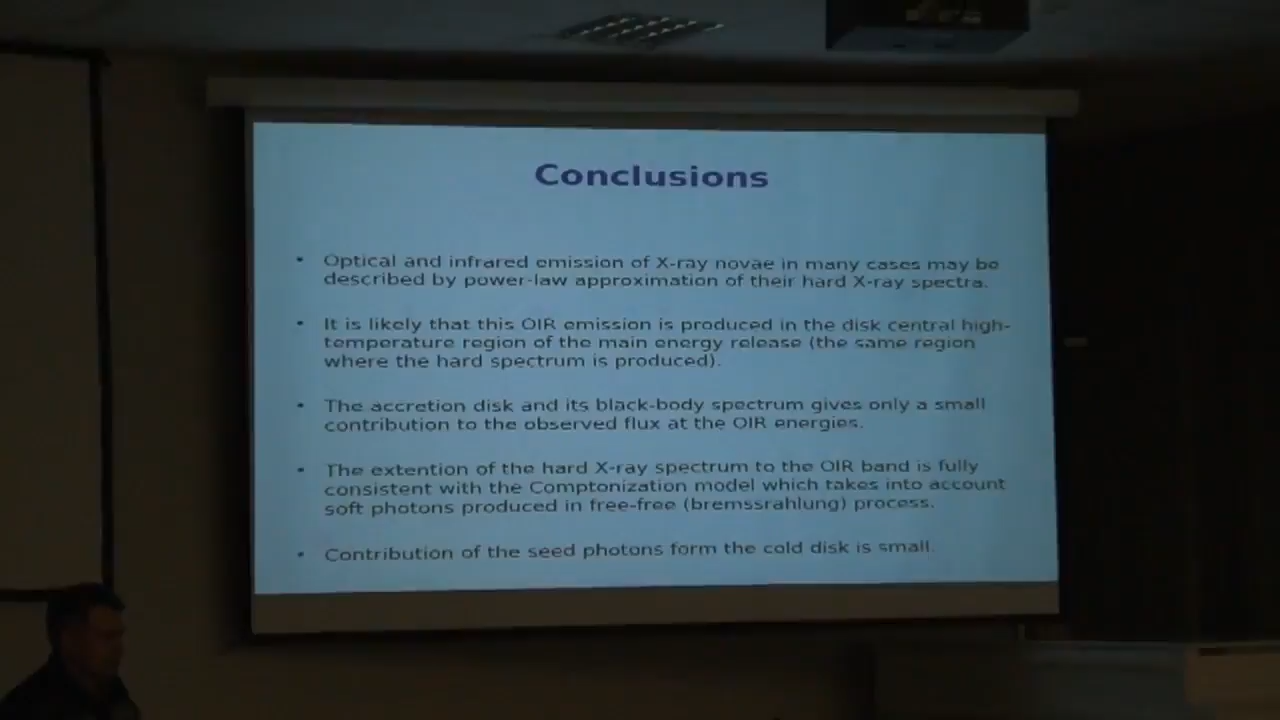 Conclusions
• Optical and infrared emission of X-ray novae in many cases may be
described by power-law approximation of their hard X-ray spectra.
• It is likely that this OIR emission is produced in the disk central high-
temperature region of the main energy release (the same region
where the hard spectrum is produced).
• The accretion disk and its black-body spectrum gives only a small
contribution to the observed flux at the OIR energies.
• The extention of the hard X-ray spectrum to the OIR band is fully
consistent with the Comptonization model which takes into account
soft photons produced in free-free (bremssrahlung) process.
• Contribution of the seed photons form the cold disk is small.